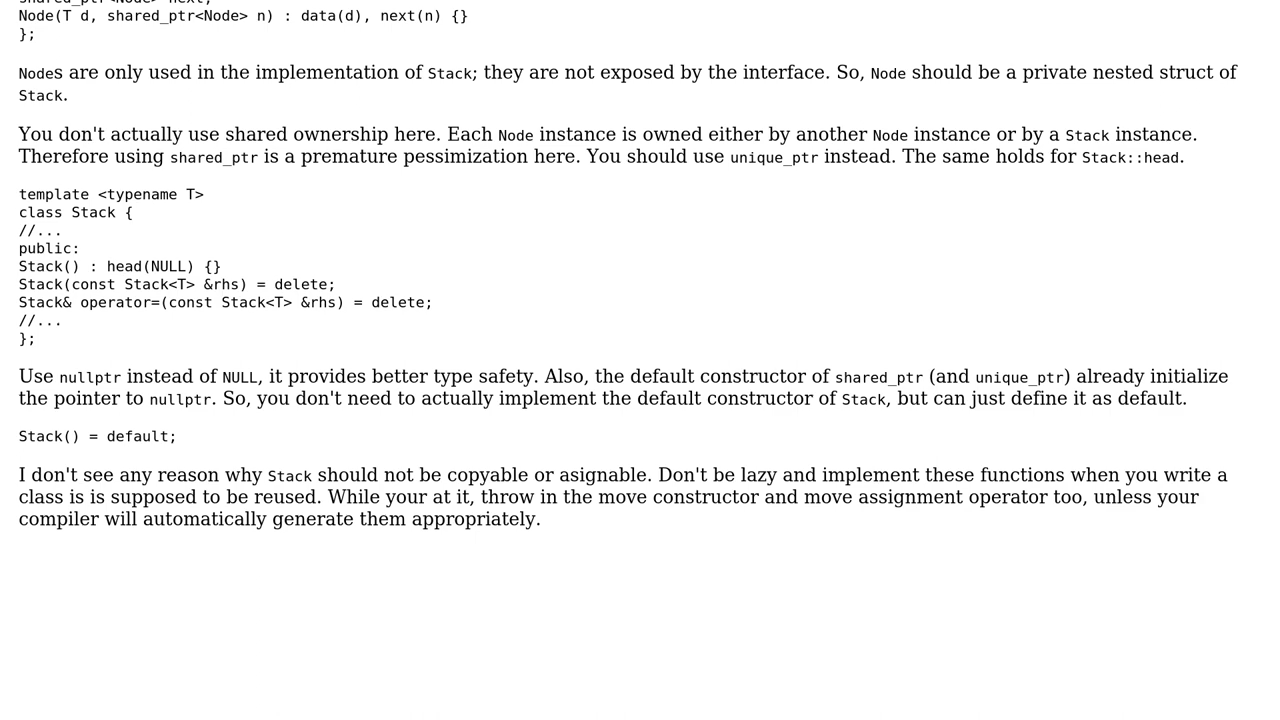 shared_ptr<Node> next;
Node(T d, shared_ptr<Node> n) : data(d), next(n) {}
};
Nodes are only used in the implementation of Stack; they are not exposed by the interface. So, Node should be a private nested struct of
Stack.
You don't actually use shared ownership here. Each Node instance is owned either by another Node instance or by a Stack instance.
Therefore using shared_ptr is a premature pessimization here. You should use unique_ptr instead. The same holds for Stack::head.
template <typename T>
class Stack {
//...
public:
Stack() : head(NULL) {}
Stack(const Stack<T> &rhs) = delete;
Stack& operator=(const Stack<T> &rhs) = delete;
//...
};
Use nullptr instead of NULL, it provides better type safety. Also, the default constructor of shared_ptr (and unique_ptr) already initialize
the pointer to nullptr. So, you don't need to actually implement the default constructor of Stack, but can just define it as default.
Stack() = default;
I don't see any reason why Stack should not be copyable or asignable. Don't be lazy and implement these functions when you write a
class is is supposed to be reused. While your at it, throw in the move constructor and move assignment operator too, unless your
compiler will automatically generate them appropriately.